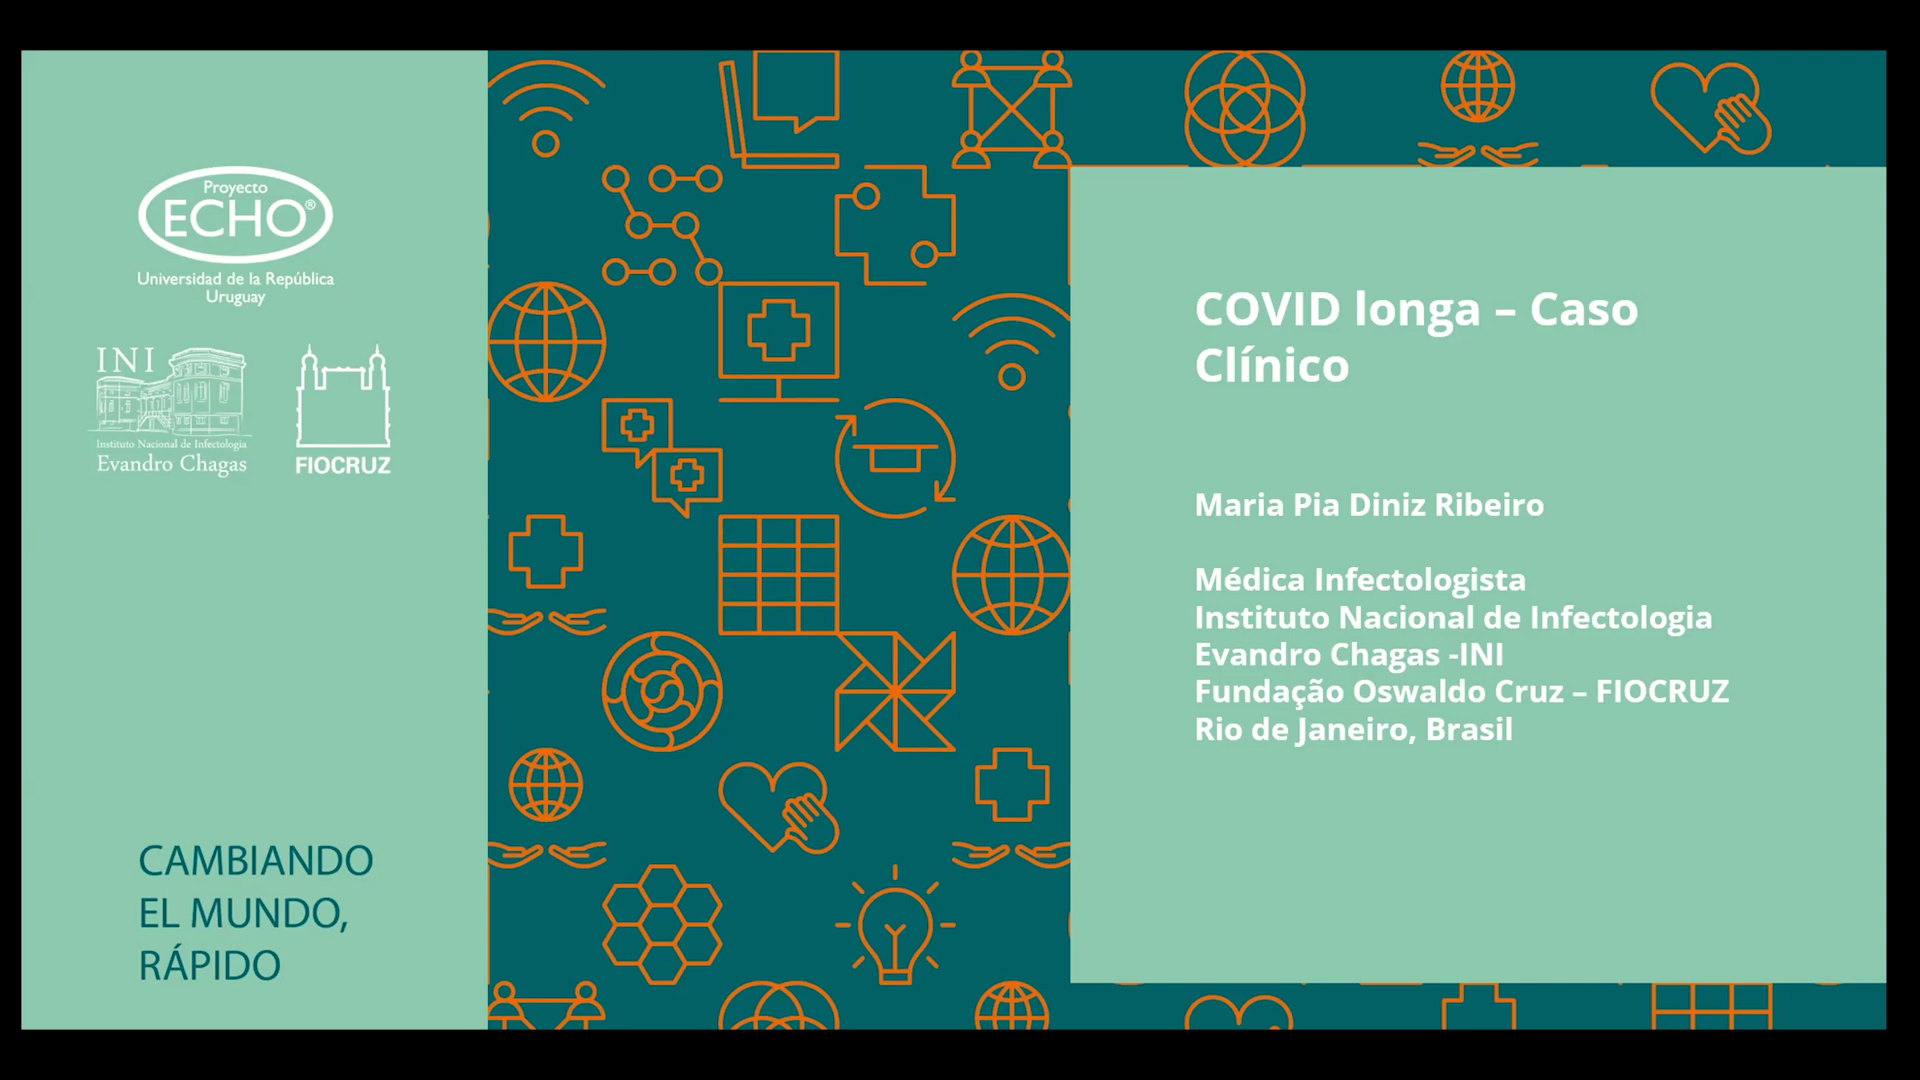 Proyecto
ECHO®
Universidad de la República
Uruguay
INI
Instituto Nacional de Infectologia
Evandro Chagas
FIOCRUZ
CAMBIANDO
EL MUNDO,
RÁPIDO
COVID longa – Caso
Clínico
Maria Pia Diniz Ribeiro
Médica Infectologista
Instituto Nacional de Infectologia
Evandro Chagas -INI
Fundação Oswaldo Cruz – FIOCRUZ
Rio de Janeiro, Brasil